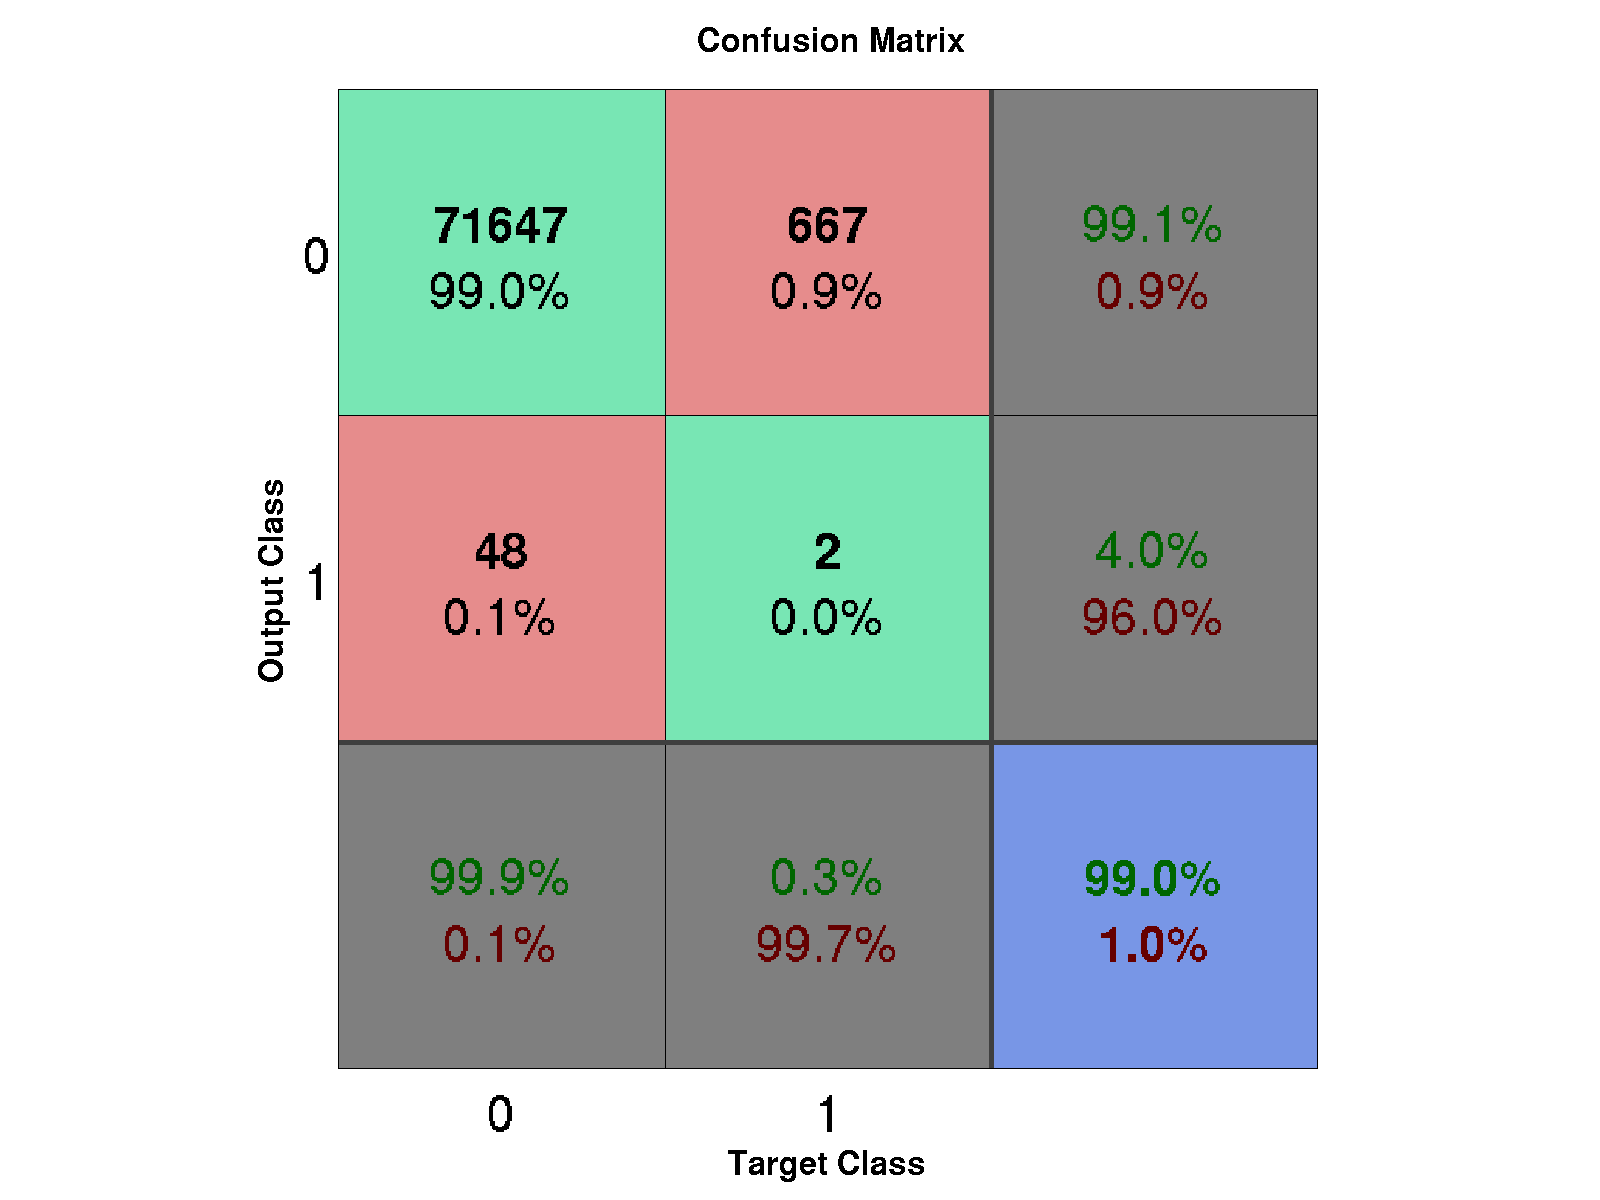 Confusion Matrix
71647 667 99.1%
99.0% 0.9% 0.9%
0
48 2 4.0%
0.1% 0.0% 96.0%
1
Output Class
99.9% 0.3% 99.0%
0.1% 99.7% 1.0%
0 1
Target Class